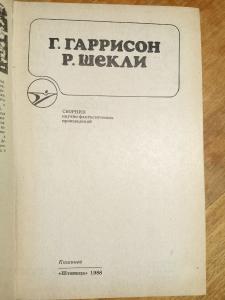 Г. ГАРРИСОН
Р. ШЕКЛИ
СБОРНИК
научно-фантастических
произведений
Кишинев
«Штиинца» 1988